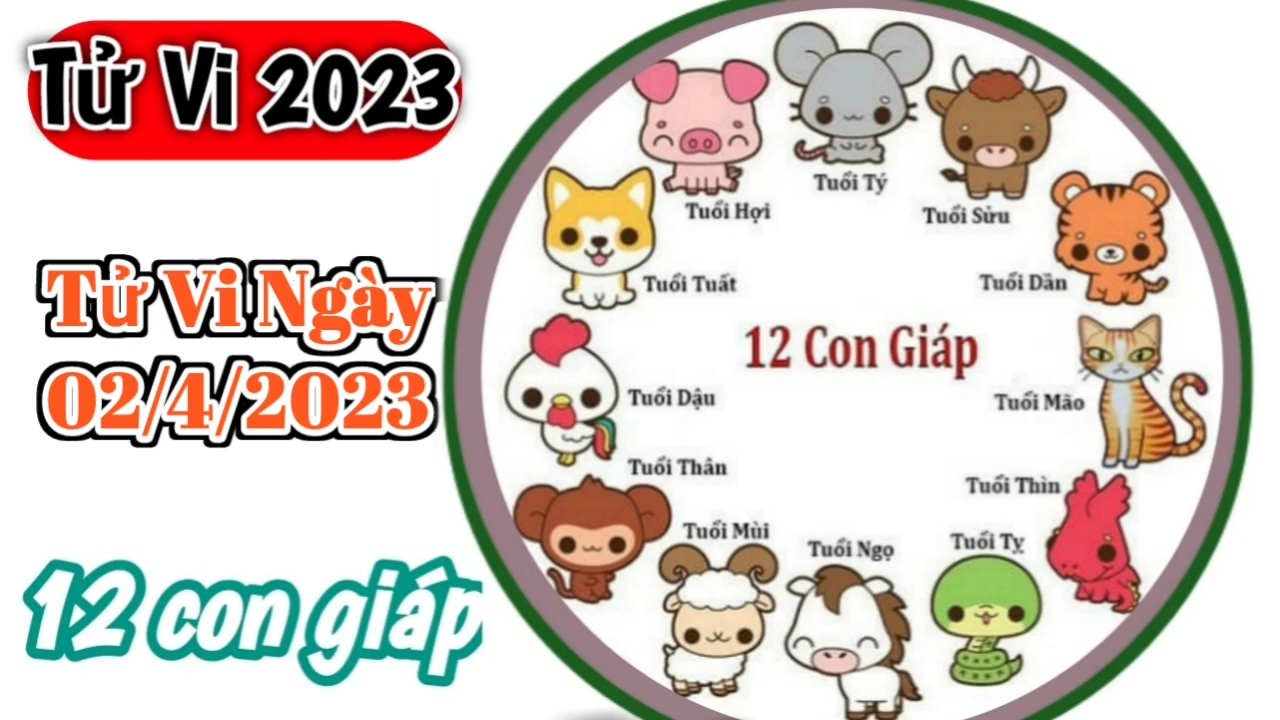 Tử Vi 2023
Tử Vi Ngày
02/4/2023
12 con giáp
Tuổi Tý
Tuổi Hợi
Tuổi Sửu
Tuổi Tuất
Tuổi Dần
12 Con Giáp
Tuổi Dậu
Tuổi Mão
Tuổi Thân
Tuổi Thìn
Tuổi Mùi
Tuổi Ngọ
Tuổi Tỵ